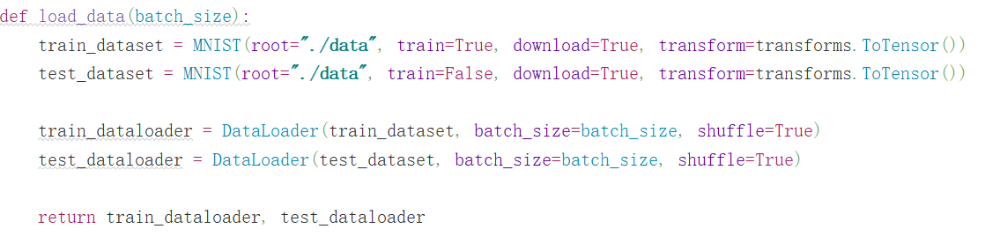 def load_data(batch_size):
    train_dataset = MNIST(root="./data", train=True, download=True, transform=transforms.ToTensor())
    test_dataset = MNIST(root="./data", train=False, download=True, transform=transforms.ToTensor())
    train_dataloader = DataLoader(train_dataset, batch_size=batch_size, shuffle=True)
    test_dataloader = DataLoader(test_dataset, batch_size=batch_size, shuffle=True)
    return train_dataloader, test_dataloader